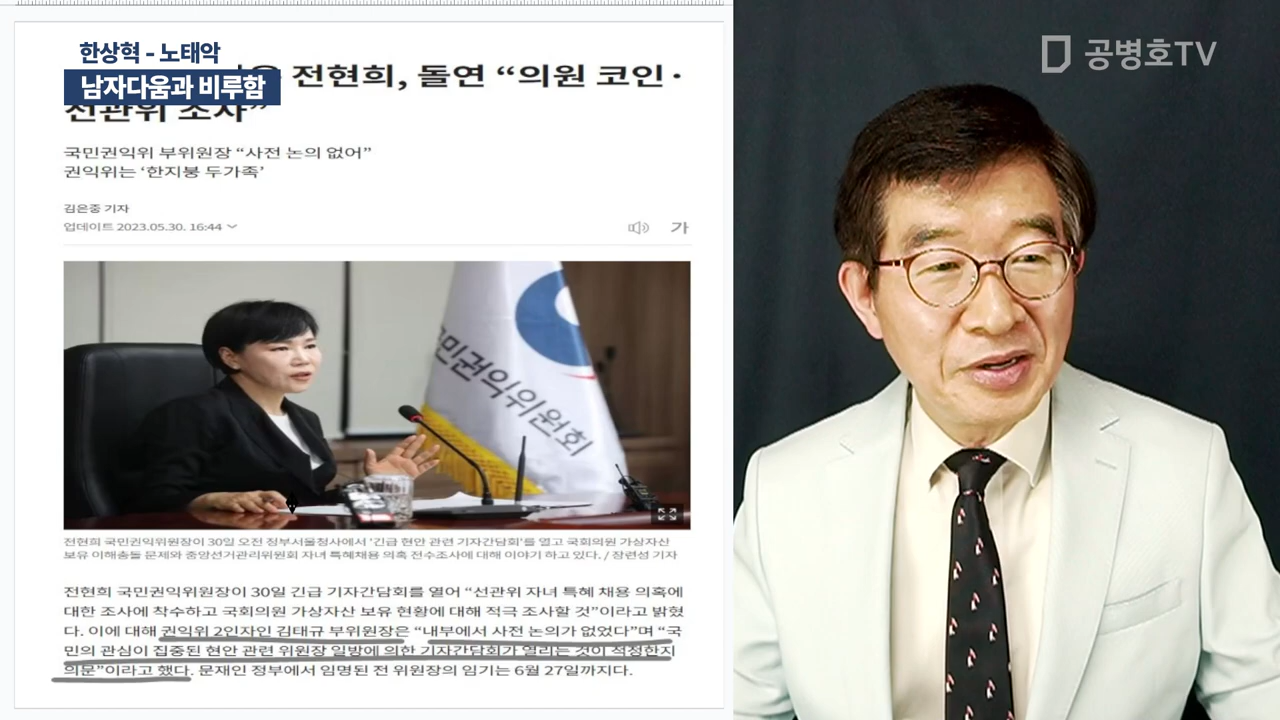 한상혁 - 노태악
남자다움과 비루함
전현희, 돌연 “의원 코인·
선관위 조사”
국민권익위 부위원장 “사전 논의 없어”
권익위는 ‘한지붕 두가족’
김은중 기자
업데이트 2023.05.30. 16:44
가
국민권익위원회
전현희 국민권익위원장이 30일 오전 정부서울청사에서 '긴급 현안 관련 기자간담회'를 열고 국회의원 가상자산
보유 이해충돌 문제와 중앙선거관리위원회 자녀 특혜채용 의혹 전수조사에 대해 이야기 하고 있다. / 장련성 기자
전현희 국민권익위원장이 30일 긴급 기자간담회를 열어 “선관위 자녀 특혜 채용 의혹에
대한 조사에 착수하고 국회의원 가상자산 보유 현황에 대해 적극 조사할 것”이라고 밝혔
다. 이에 대해 권익위 2인자인 김태규 부위원장은 “내부에서 사전 논의가 없었다”며 “국
민의 관심이 집중된 현안 관련 위원장 일방에 의한 기자간담회가 열리는 것이 적정한지
의문”이라고 했다. 문재인 정부에서 임명된 전 위원장의 임기는 6월 27일까지다.
공병호TV